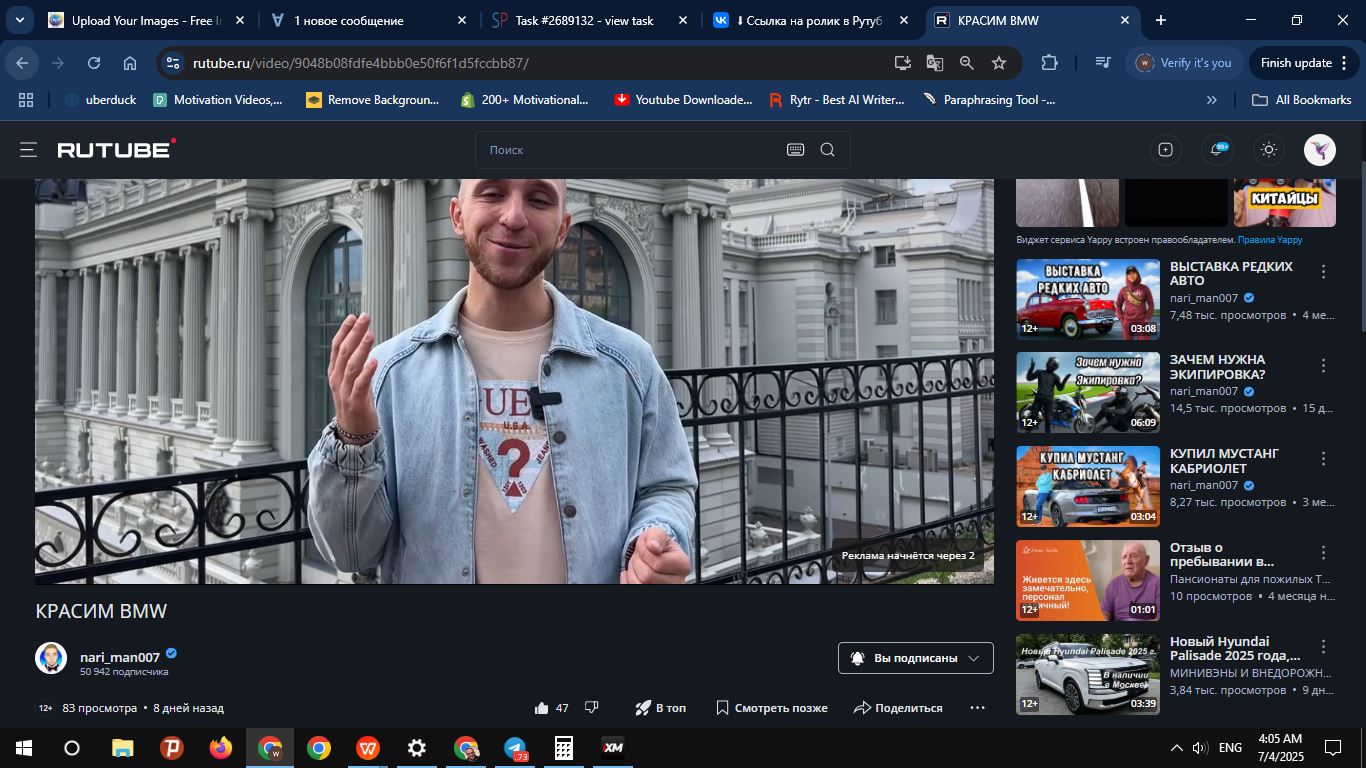 Upload Your Images - Free Ir
1 новое сообщение
Task #2689132 - view task
⬇Ссылка на ролик в Рутуб
КРАСИМ BMW
rutube.ru/video/9048b08fdfe4bbb0e50f6f1d5fccbb87/
Verify it's you
Finish update
uberduck
Motivation Videos,...
Remove Backgroun...
200+ Motivational...
Youtube Downloade...
Rytr - Best AI Writer...
Paraphrasing Tool -...
All Bookmarks
RUTUBE
Поиск
99+
КИТАЙЦЫ
Виджет сервиса Yappy встроен правообладателем. Правила Yappy
ВЫСТАВКА
РЕДКИХ АВТО
12+
03:08
ВЫСТАВКА РЕДКИХ
АВТО
nari_man007
7,48 тыс. просмотров • 4 ме...
Зачем нужна
Экипировка?
12+
06:09
ЗАЧЕМ НУЖНА
ЭКИПИРОВКА?
nari_man007
14,5 тыс. просмотров • 15 д...
КУПИЛ МУСТАНГ
КАБРИОЛЕТ
12+
03:04
КУПИЛ МУСТАНГ
КАБРИОЛЕТ
nari_man007
8,27 тыс. просмотров • 3 ме...
Живется здесь
замечательно,
персонал
12+
01:01
Отзыв о
пребывании в...
Пансионаты для пожилых Т...
10 просмотров • 4 месяца н...
Новый Hyundai Palisade 2025 г.
В наличии
в Москве
12+
03:39
Новый Hyundai
Palisade 2025 года,...
МИНИВЭНЫ И ВНЕДОРОЖН...
3,84 тыс. просмотров • 9 дн...
UE
U.S.A.
WASHED
?
JEANS
Реклама начнётся через 2
КРАСИМ BMW
nari_man007
50 942 подписчика
Вы подписаны
12+
83 просмотра • 8 дней назад
47
В топ
Смотреть позже
Поделиться
73
XM
ENG
4:05 AM
7/4/2025